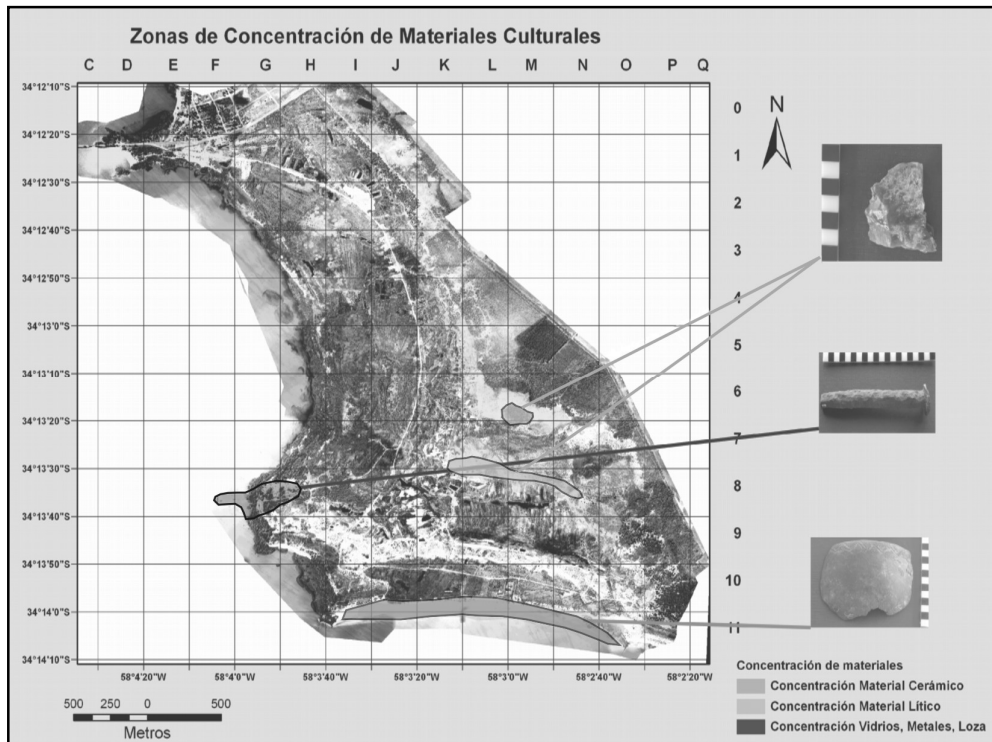 Zonas de Concentración de Materiales Culturales
C D E F G H I J K L M N O P Q
34°12'10"S
34°12'20"S
34°12'30"S
34°12'40"S
34°12'50"S
34°13'0"S
34°13'10"S
34°13'20"S
34°13'30"S
34°13'40"S
34°13'50"S
34°14'0"S
34°14'10"S
0
1
2
3
4
5
6
7
8
9
10
11
N
58°4'20"W 58°4'0"W 58°3'40"W 58°3'20"W 58°3'0"W 58°2'40"W 58°2'20"W
500 250 0 500
Metros
Concentración de materiales
Concentración Material Cerámico
Concentración Material Lítico
Concentración Vidrios, Metales, Loza